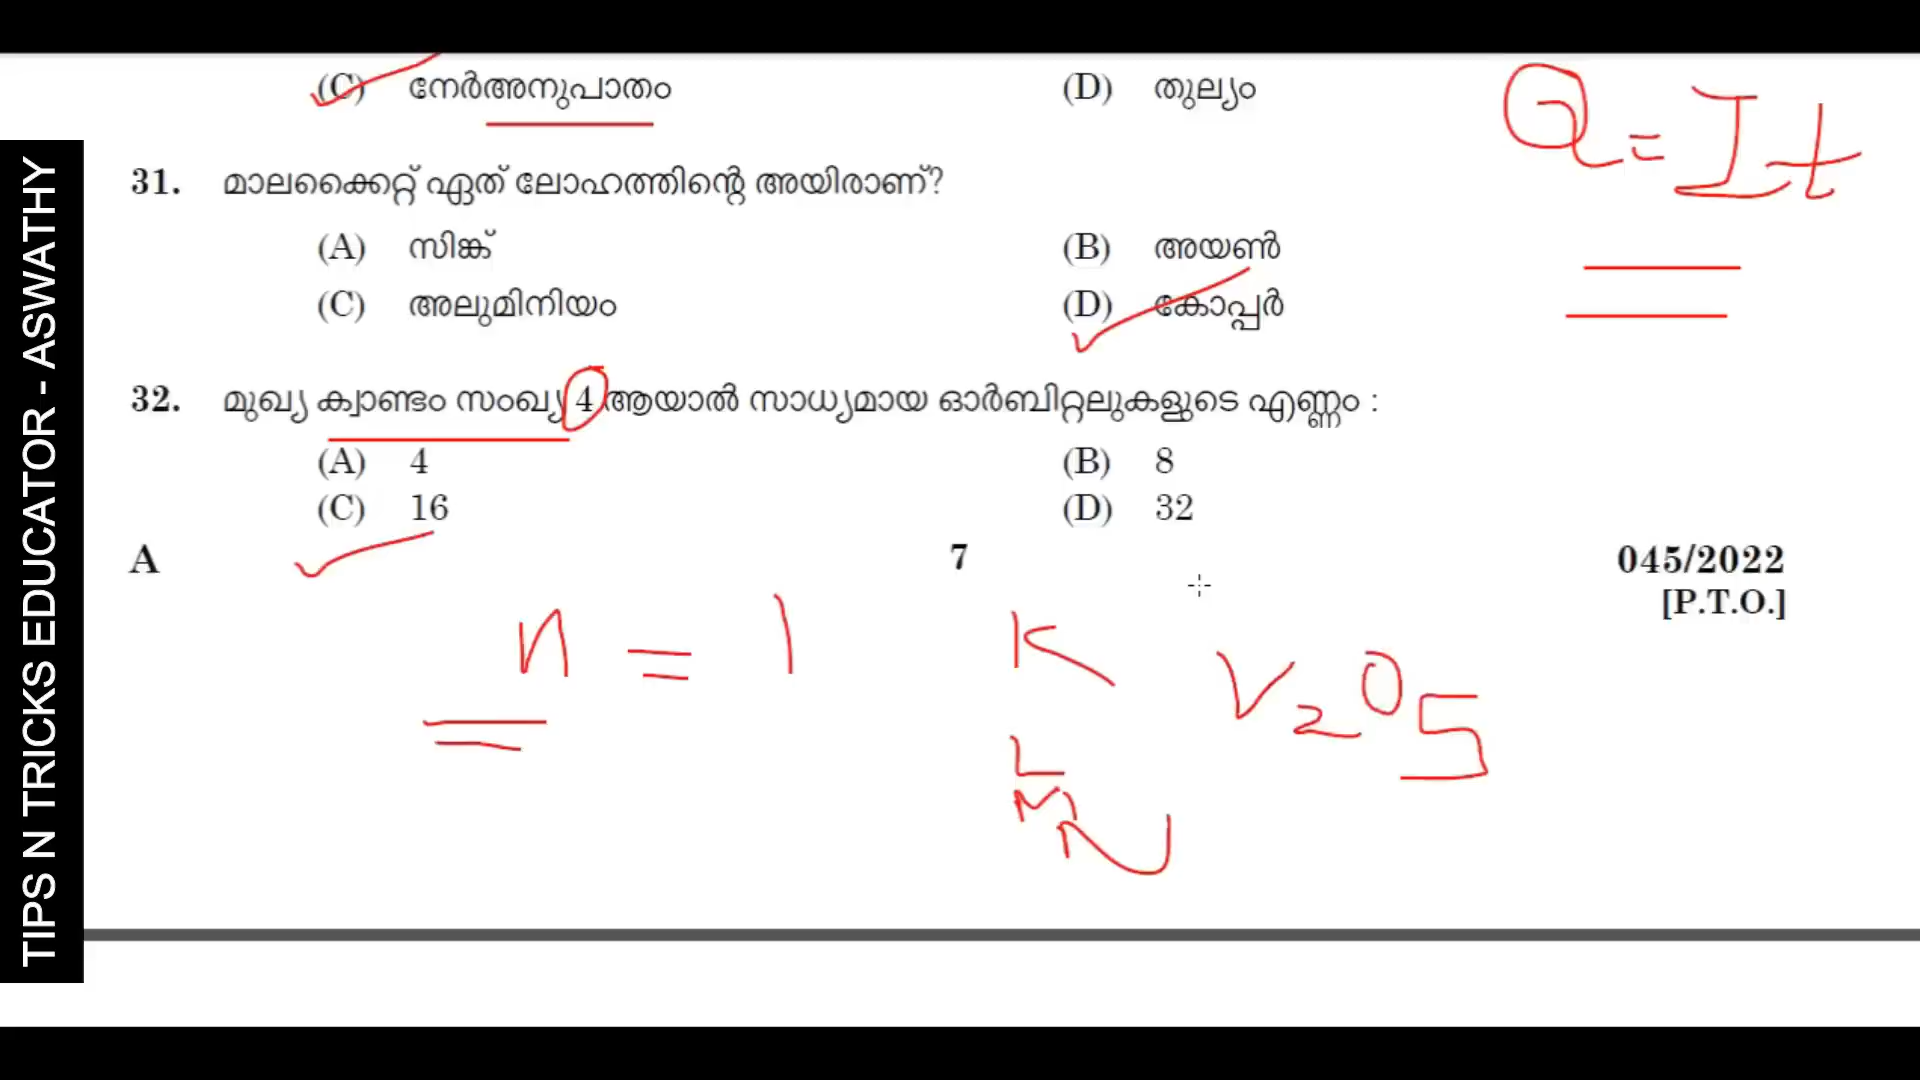 (C) നേർഅനുപാതം (D) തുല്യം
Q = It
31. മാലക്കൈറ്റ് ഏത് ലോഹത്തിന്റെ അയിരാണ്?
(A) സിങ്ക് (B) അയൺ
(C) അലുമിനിയം (D) കോപ്പർ
32. മുഖ്യ ക്വാണ്ടം സംഖ്യ 4 ആയാൽ സാധ്യമായ ഓർബിറ്റലുകളുടെ എണ്ണം :
(A) 4 (B) 8
(C) 16 (D) 32
A 7 045/2022
[P.T.O.]
n = 1 K V2O5
L
M
N
TIPS N TRICKS EDUCATOR - ASWATHY